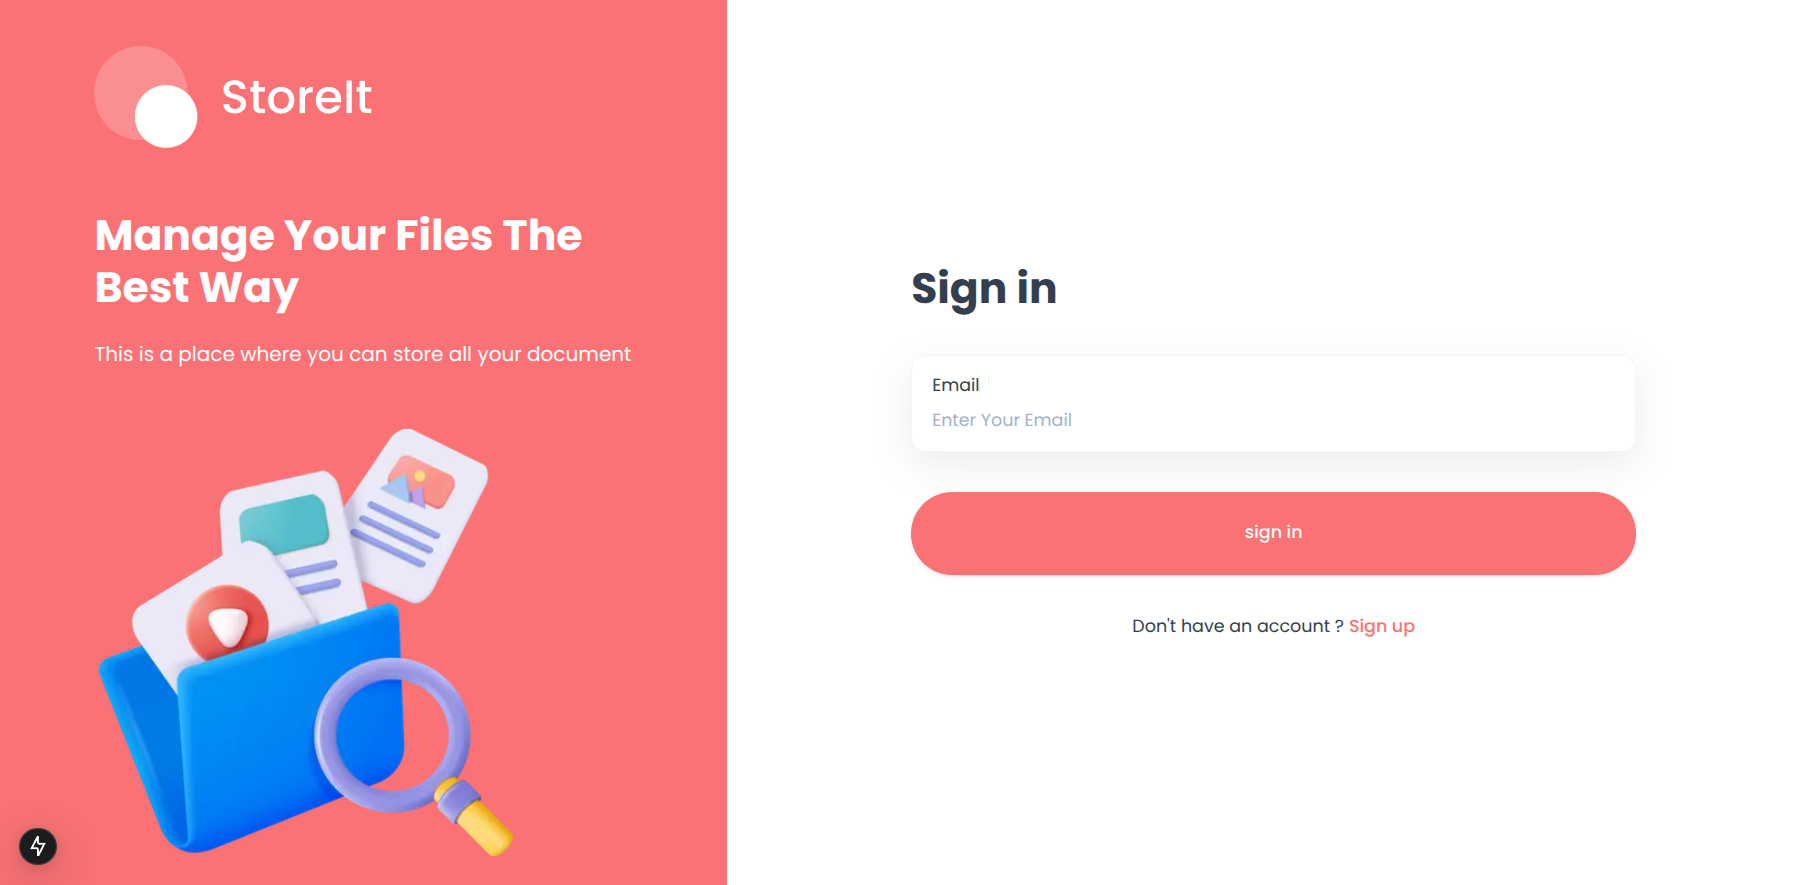 StoreIt
Manage Your Files The
Best Way
This is a place where you can store all your document
Sign in
Email
Enter Your Email
sign in
Don't have an account ? Sign up